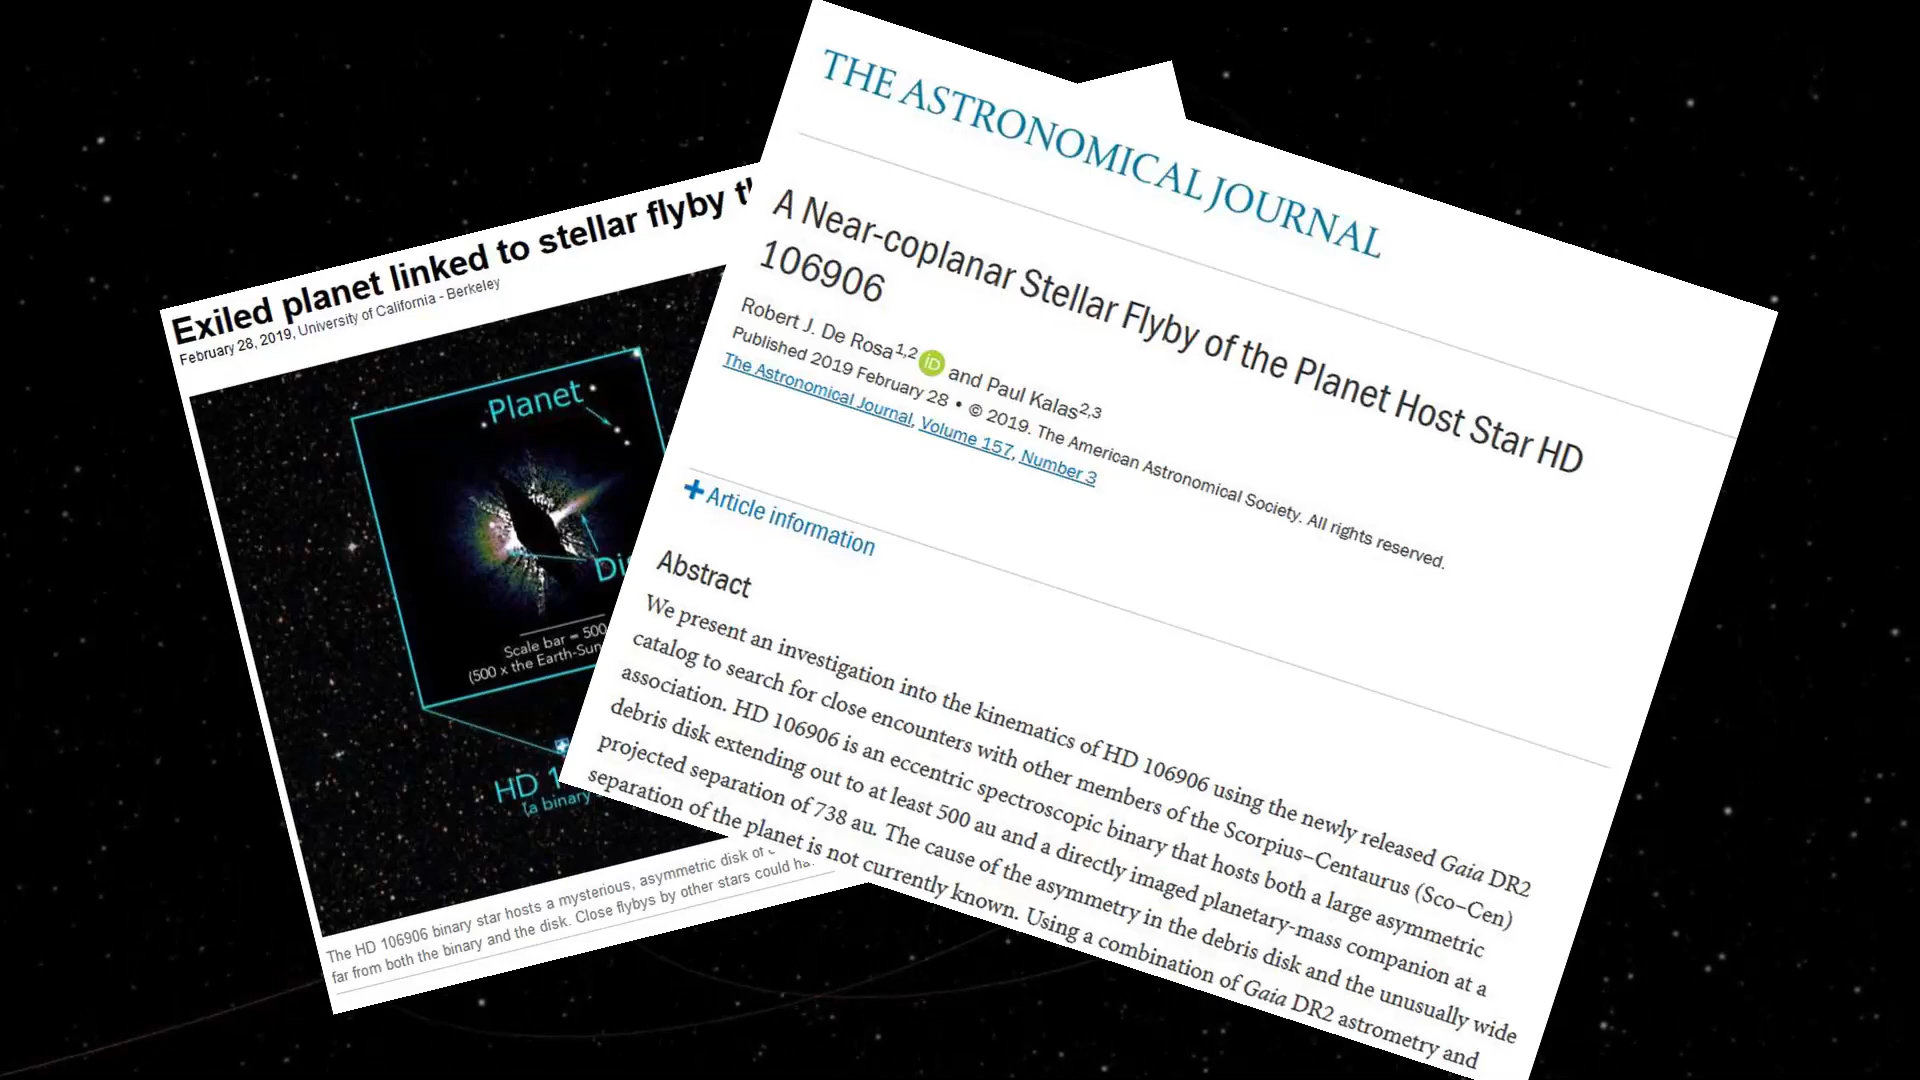 Exiled planet linked to stellar flyby
February 28, 2019, University of California - Berkeley
Planet
Scale bar = 500
(500 x the Earth-Sun
HD 1
(a binary
The HD 106906 binary star hosts a mysterious, asymmetric disk of
far from both the binary and the disk. Close flybys by other stars could
THE ASTRONOMICAL JOURNAL
A Near-coplanar Stellar Flyby of the Planet Host Star HD
106906
Robert J. De Rosa1,2 iD and Paul Kalas2,3
Published 2019 February 28 • © 2019. The American Astronomical Society. All rights reserved.
The Astronomical Journal, Volume 157, Number 3
+ Article information
Abstract
We present an investigation into the kinematics of HD 106906 using the newly released Gaia DR2
catalog to search for close encounters with other members of the Scorpius–Centaurus (Sco–Cen)
association. HD 106906 is an eccentric spectroscopic binary that hosts both a large asymmetric
debris disk extending out to at least 500 au and a directly imaged planetary-mass companion at a
projected separation of 738 au. The cause of the asymmetry in the debris disk and the unusually wide
separation of the planet is not currently known. Using a combination of Gaia DR2 astrometry and